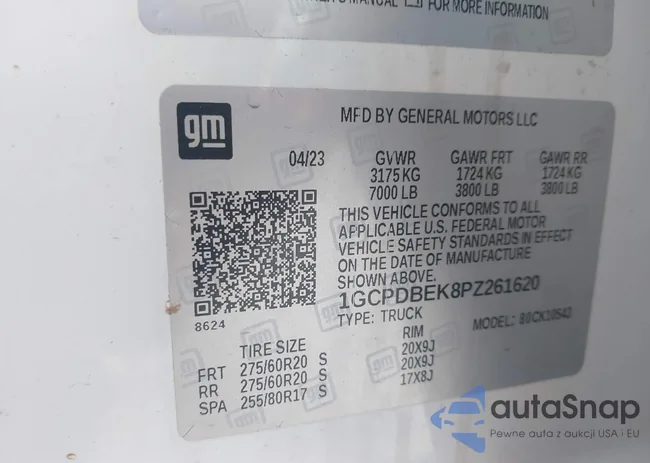 MANUAL FOR MORE INFORMATION
gm
MFD BY GENERAL MOTORS LLC
04/23 GVWR GAWR FRT GAWR RR
3175 KG 1724 KG 1724 KG
7000 LB 3800 LB 3800 LB
THIS VEHICLE CONFORMS TO ALL
APPLICABLE U.S. FEDERAL MOTOR
VEHICLE SAFETY STANDARDS IN EFFECT
ON THE DATE OF MANUFACTURE
SHOWN ABOVE.
1GCPDBEK8PZ261620
TYPE: TRUCK MODEL:
8624
TIRE SIZE RIM
FRT 275/60R20 S 20X9J
RR 275/60R20 S 20X9J
SPA 255/80R17 S 17X8J
autaSnap
Pewne auta z aukcji USA i EU